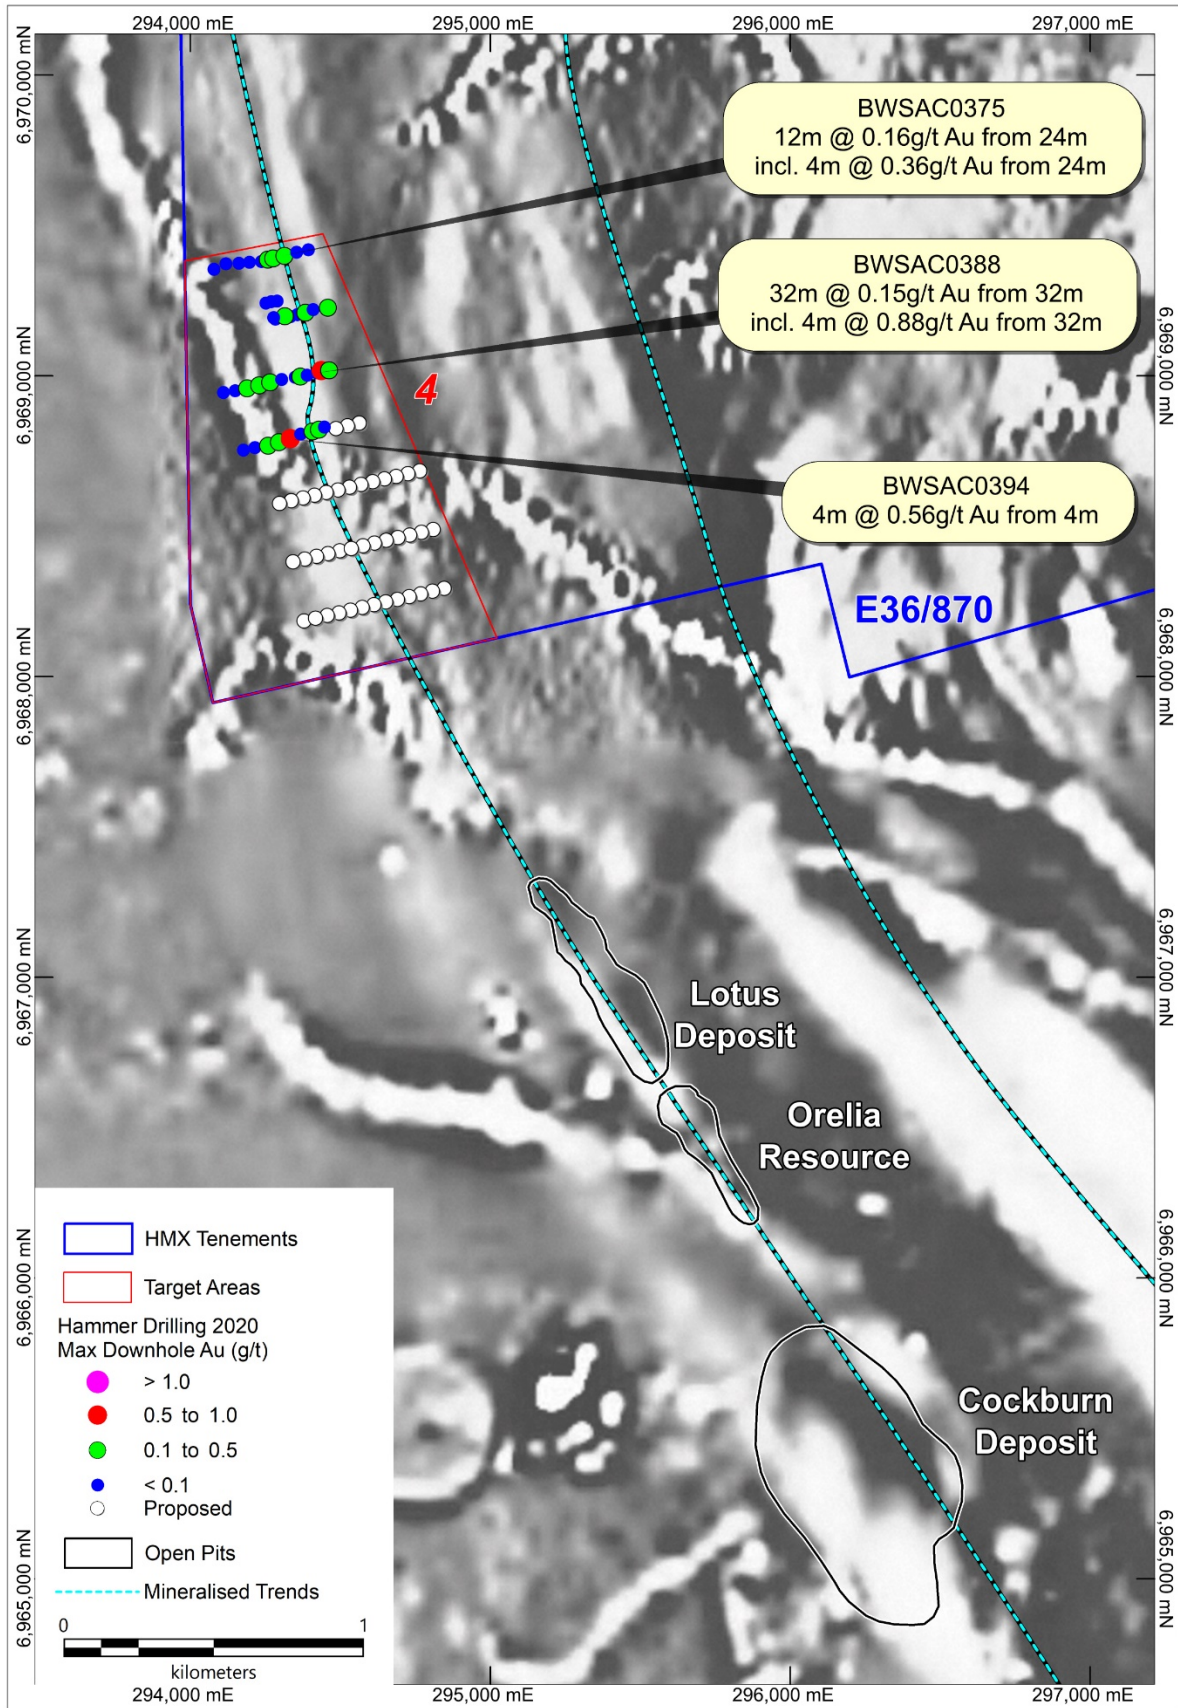 294,000 mE
295,000 mE
296,000 mE
297,000 mE
6,970,000 mN
6,969,000 mN
6,968,000 mN
6,967,000 mN
6,966,000 mN
6,965,000 mN
BWSAC0375
12m @ 0.16g/t Au from 24m
incl. 4m @ 0.36g/t Au from 24m
BWSAC0388
32m @ 0.15g/t Au from 32m
incl. 4m @ 0.88g/t Au from 32m
4
BWSAC0394
4m @ 0.56g/t Au from 4m
E36/870
Lotus
Deposit
Orelia
Resource
Cockburn
Deposit
HMX Tenements
Target Areas
Hammer Drilling 2020
Max Downhole Au (g/t)
> 1.0
0.5 to 1.0
0.1 to 0.5
< 0.1
Proposed
Open Pits
Mineralised Trends
0
1
kilometers
6,969,000 mN
6,968,000 mN
6,967,000 mN
6,966,000 mN
6,965,000 mN
294,000 mE
295,000 mE
296,000 mE
297,000 mE